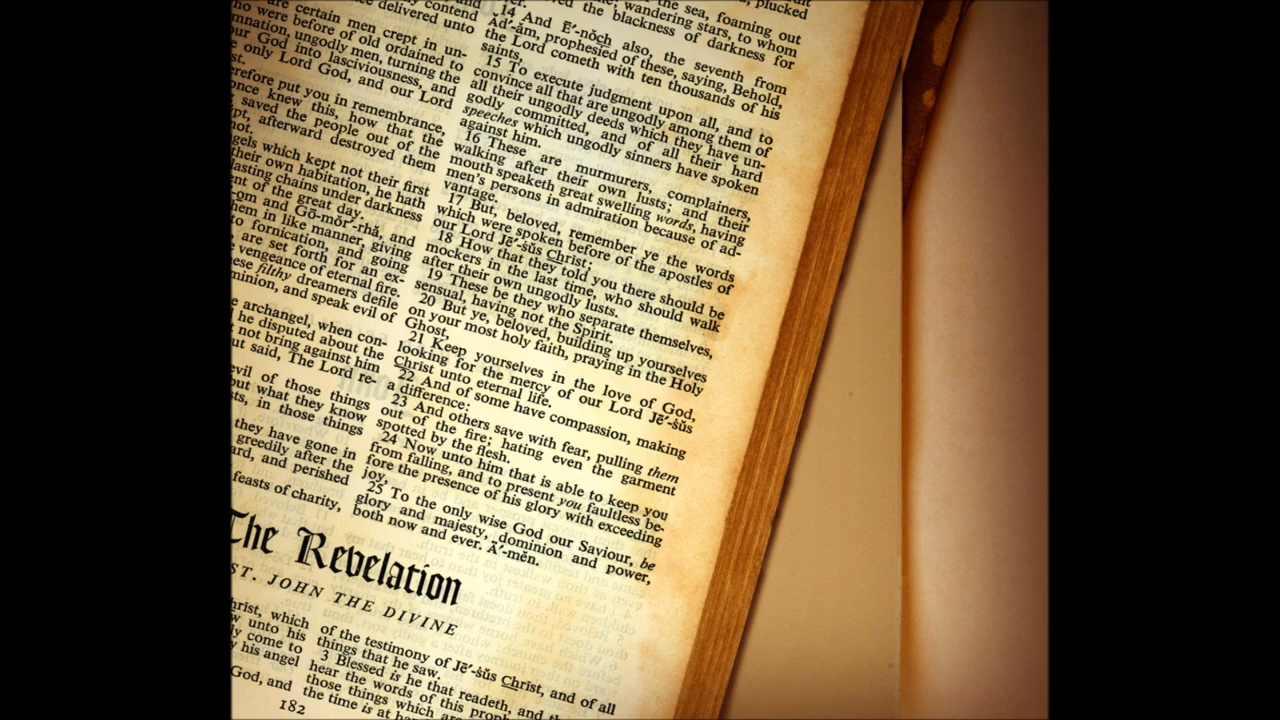 contend
delivered unto
are certain men crept in un-
who were before of old ordained to
ungodly men, turning the
our God into lasciviousness, and
only Lord God, and our Lord
put you in remembrance,
once knew this, how that the
saved the people out of the
afterward destroyed them
not.
which kept not their first
their own habitation, he hath
chains under darkness
of the great day.
and Gō-mŏr´-rhă, and
in like manner, giving
to fornication, and going
are set forth for an ex-
vengeance of eternal fire.
filthy dreamers defile
and speak evil of
archangel, when con-
he disputed about the
not bring against him
said, The Lord re-
evil of those things
but what they know
in those things
they have gone in
greedily after the
and perished
feasts of charity,
the sea, foaming out
wandering stars, to whom
the blackness of darkness for
14 And Ē´-nŏch also, the seventh from
Ăd´-ăm, prophesied of these, saying, Behold,
the Lord cometh with ten thousands of his
saints,
15 To execute judgment upon all, and to
convince all that are ungodly among them of
all their ungodly deeds which they have un-
godly committed, and of all their hard
speeches which ungodly sinners have spoken
against him.
16 These are murmurers, complainers,
walking after their own lusts; and their
mouth speaketh great swelling words, having
men's persons in admiration because of ad-
vantage.
17 But, beloved, remember ye the words
which were spoken before of the apostles of
our Lord Jē´-ṡŭs Christ;
18 How that they told you there should be
mockers in the last time, who should walk
after their own ungodly lusts.
19 These be they who separate themselves,
sensual, having not the Spirit.
20 But ye, beloved, building up yourselves
on your most holy faith, praying in the Holy
Ghost,
21 Keep yourselves in the love of God,
looking for the mercy of our Lord Jē´-ṡŭs
Christ unto eternal life.
22 And of some have compassion, making
a difference:
23 And others save with fear, pulling them
out of the fire; hating even the garment
spotted by the flesh.
24 Now unto him that is able to keep you
from falling, and to present you faultless be-
fore the presence of his glory with exceeding
joy,
25 To the only wise God our Saviour, be
glory and majesty, dominion and power,
both now and ever. Ä´-mĕn.
The Revelation
ST. JOHN THE DIVINE
which
unto his
come to
his angel
God, and
of the testimony of Jē´-ṡŭs Christ, and of all
things that he saw.
3 Blessed is he that readeth, and
hear the words of this
those things which are
the time is at
182